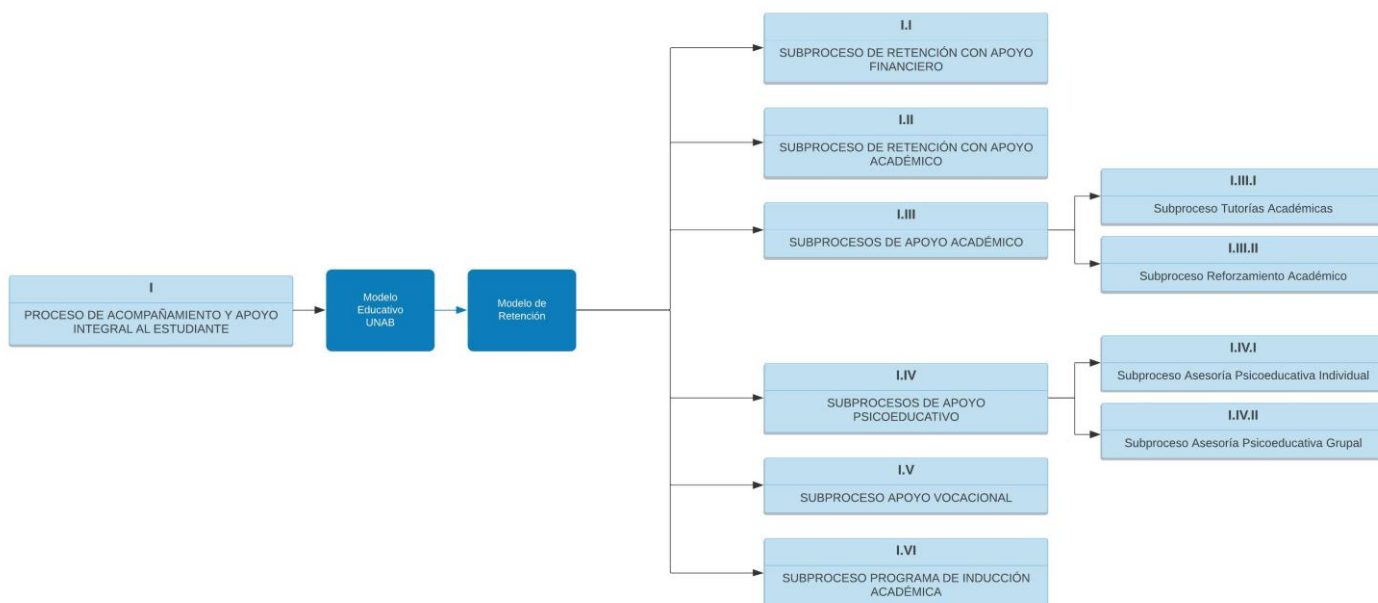 I
PROCESO DE ACOMPAÑAMIENTO Y APOYO
INTEGRAL AL ESTUDIANTE
Modelo
Educativo
UNAB
Modelo de
Retención
I.I
SUBPROCESO DE RETENCIÓN CON APOYO
FINANCIERO
I.II
SUBPROCESO DE RETENCIÓN CON APOYO
ACADÉMICO
I.III
SUBPROCESOS DE APOYO ACADÉMICO
I.III.I
Subproceso Tutorías Académicas
I.III.II
Subproceso Reforzamiento Académico
I.IV
SUBPROCESOS DE APOYO
PSICOEDUCATIVO
I.IV.I
Subproceso Asesoría Psicoeducativa Individual
I.IV.II
Subproceso Asesoría Psicoeducativa Grupal
I.V
SUBPROCESO APOYO VOCACIONAL
I.VI
SUBPROCESO PROGRAMA DE INDUCCIÓN
ACADÉMICA